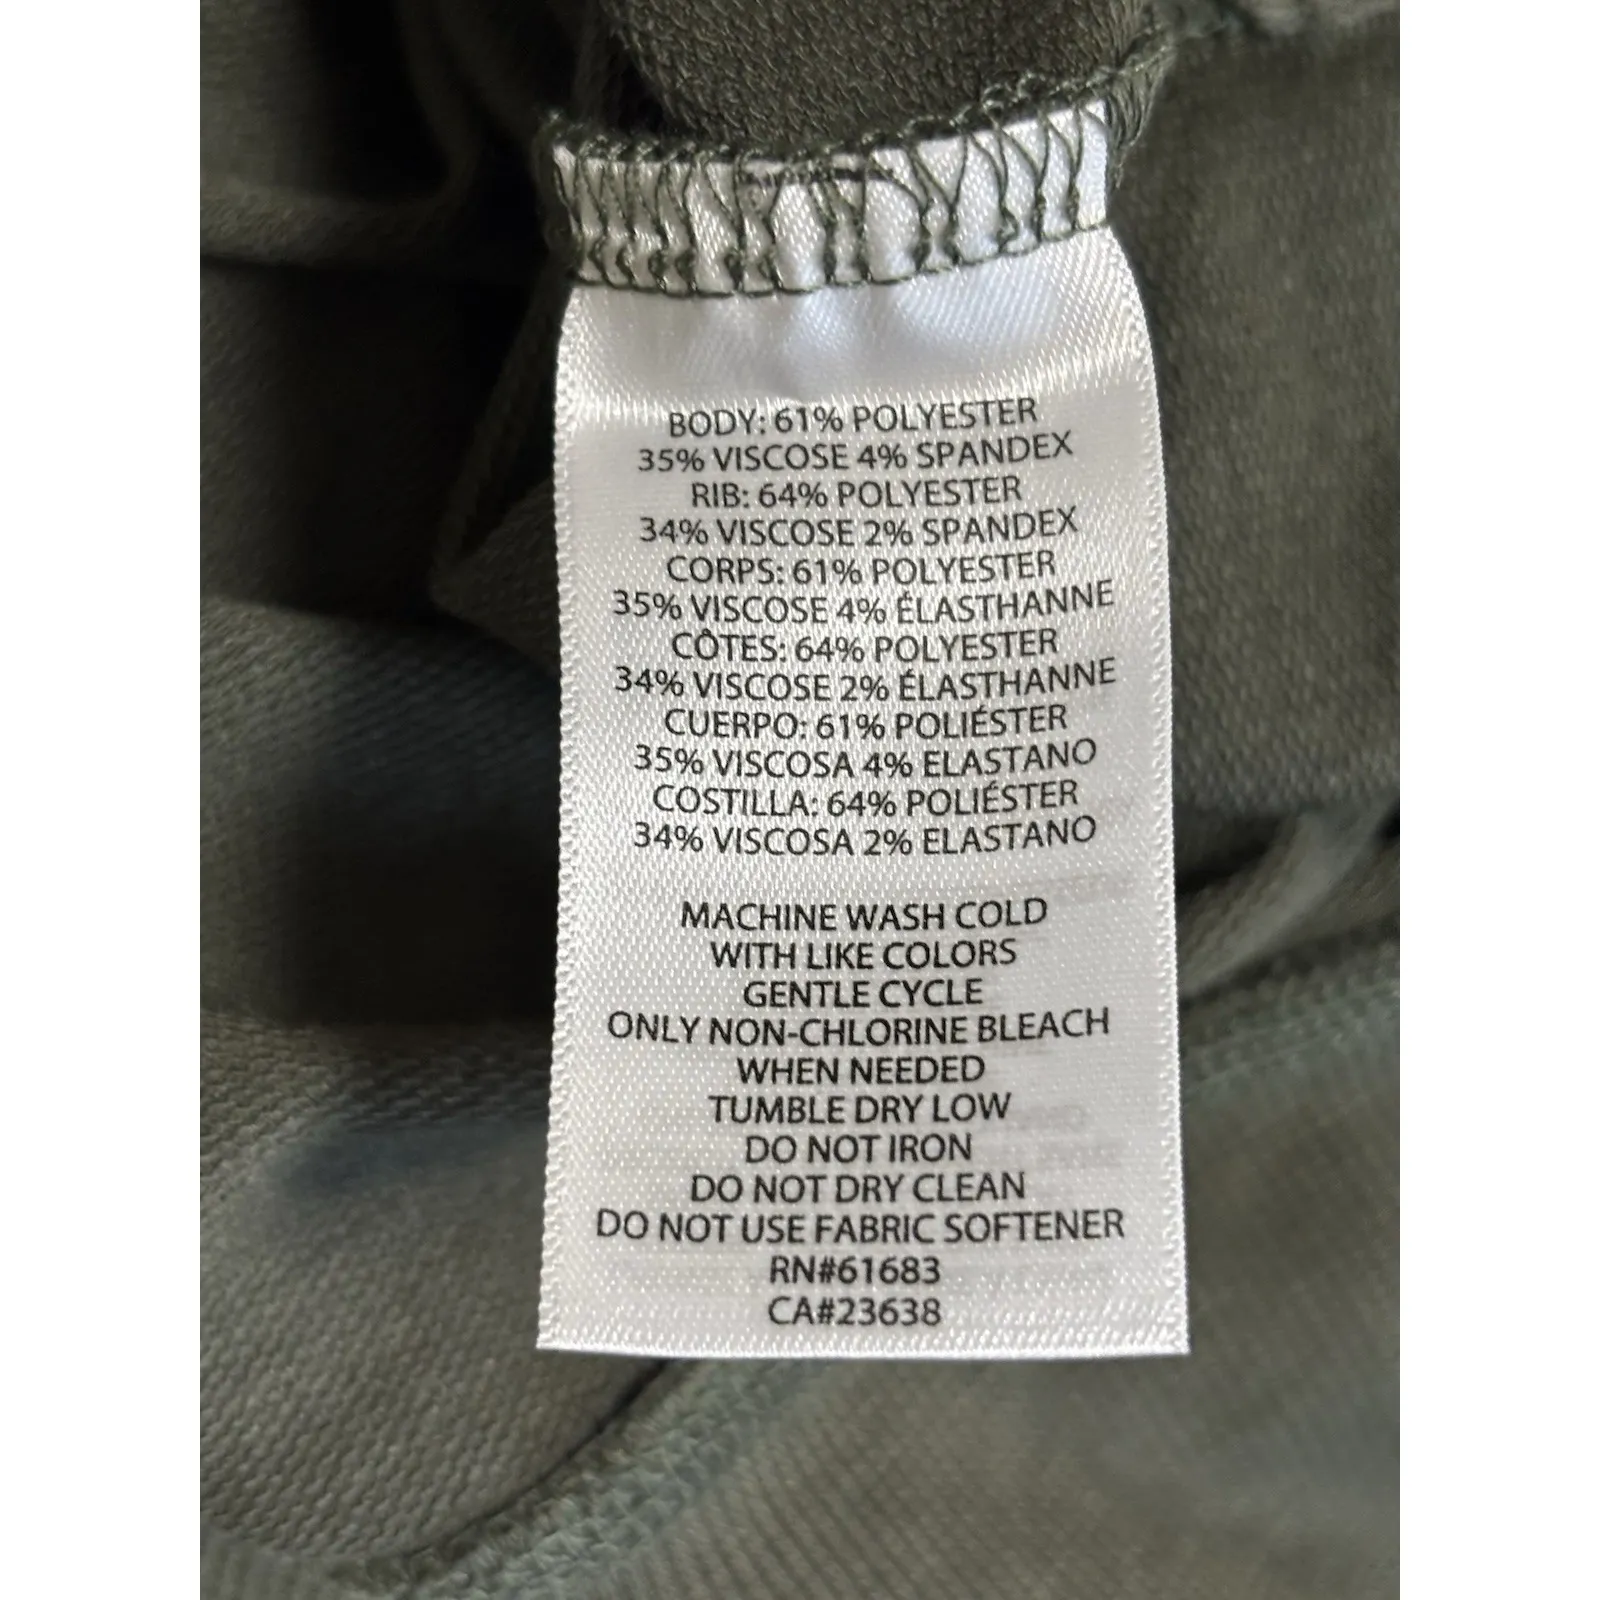 BODY: 61% POLYESTER
35% VISCOSE 4% SPANDEX
RIB: 64% POLYESTER
34% VISCOSE 2% SPANDEX
CORPS: 61% POLYESTER
35% VISCOSE 4% ÉLASTHANNE
CÔTES: 64% POLYESTER
34% VISCOSE 2% ÉLASTHANNE
CUERPO: 61% POLIÉSTER
35% VISCOSA 4% ELASTANO
COSTILLA: 64% POLIÉSTER
34% VISCOSA 2% ELASTANO
MACHINE WASH COLD
WITH LIKE COLORS
GENTLE CYCLE
ONLY NON-CHLORINE BLEACH
WHEN NEEDED
TUMBLE DRY LOW
DO NOT IRON
DO NOT DRY CLEAN
DO NOT USE FABRIC SOFTENER
RN#61683
CA#23638